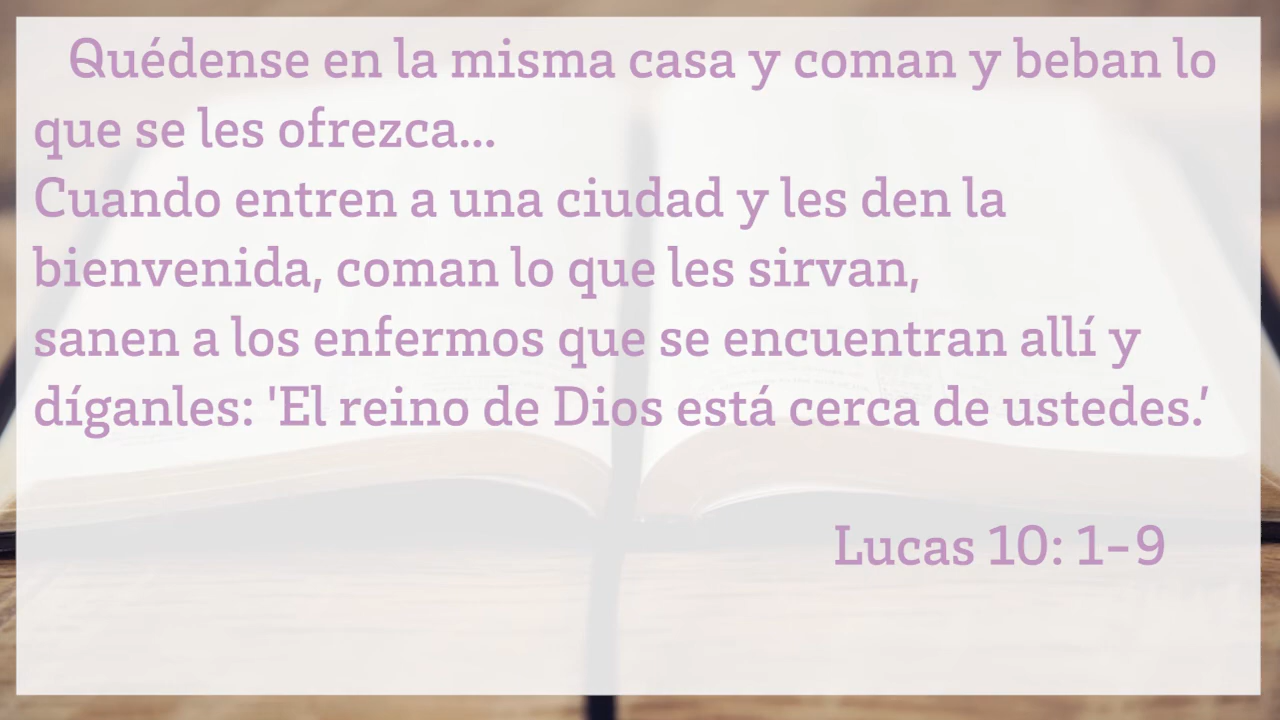 Quédense en la misma casa y coman y beban lo
que se les ofrezca...
Cuando entren a una ciudad y les den la
bienvenida, coman lo que les sirvan,
sanen a los enfermos que se encuentran allí y
díganles: 'El reino de Dios está cerca de ustedes.’
Lucas 10: 1-9